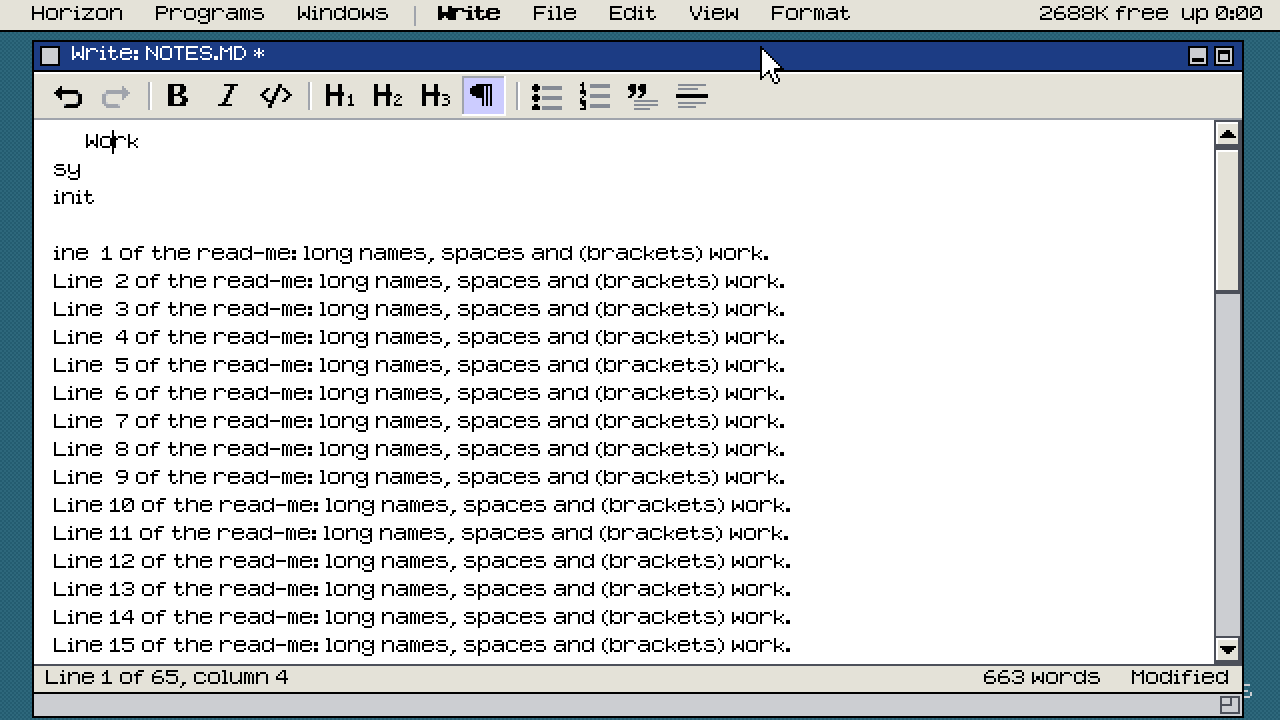 Horizon Programs Windows | Write File Edit View Format 2688K free up 0:00
Write: NOTES.MD *
B I </> H1 H2 H3 ¶
work
sy
init
ine 1 of the read-me: long names, spaces and (brackets) work.
Line 2 of the read-me: long names, spaces and (brackets) work.
Line 3 of the read-me: long names, spaces and (brackets) work.
Line 4 of the read-me: long names, spaces and (brackets) work.
Line 5 of the read-me: long names, spaces and (brackets) work.
Line 6 of the read-me: long names, spaces and (brackets) work.
Line 7 of the read-me: long names, spaces and (brackets) work.
Line 8 of the read-me: long names, spaces and (brackets) work.
Line 9 of the read-me: long names, spaces and (brackets) work.
Line 10 of the read-me: long names, spaces and (brackets) work.
Line 11 of the read-me: long names, spaces and (brackets) work.
Line 12 of the read-me: long names, spaces and (brackets) work.
Line 13 of the read-me: long names, spaces and (brackets) work.
Line 14 of the read-me: long names, spaces and (brackets) work.
Line 15 of the read-me: long names, spaces and (brackets) work.
Line 1 of 65, column 4 663 words Modified